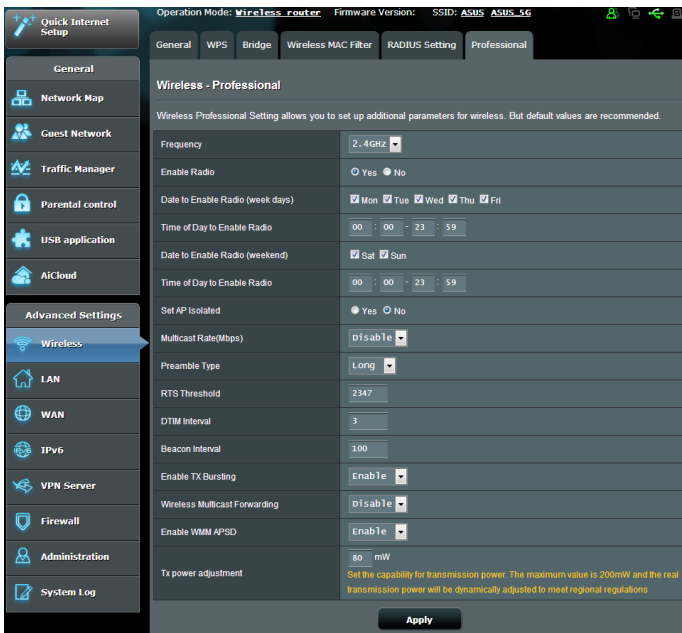 Quick Internet
Setup
General
Network Map
Guest Network
Traffic Manager
Parental control
USB application
AiCloud
Advanced Settings
Wireless
LAN
WAN
IPv6
VPN Server
Firewall
Administration
System Log
Operation Mode: Wireless router Firmware Version: SSID: ASUS ASUS_5G
General WPS Bridge Wireless MAC Filter RADIUS Setting Professional
Wireless - Professional
Wireless Professional Setting allows you to set up additional parameters for wireless. But default values are recommended.
Frequency 2.4GHz
Enable Radio Yes No
Date to Enable Radio (week days) Mon Tue Wed Thu Fri
Time of Day to Enable Radio 00 : 00 - 23 : 59
Date to Enable Radio (weekend) Sat Sun
Time of Day to Enable Radio 00 : 00 - 23 : 59
Set AP Isolated Yes No
Multicast Rate(Mbps) Disable
Preamble Type Long
RTS Threshold 2347
DTIM Interval 3
Beacon Interval 100
Enable TX Bursting Enable
Wireless Multicast Forwarding Disable
Enable WMM APSD Enable
Tx power adjustment 80 mW
Set the capability for transmission power. The maximum value is 200mW and the real
transmission power will be dynamically adjusted to meet regional regulations
Apply